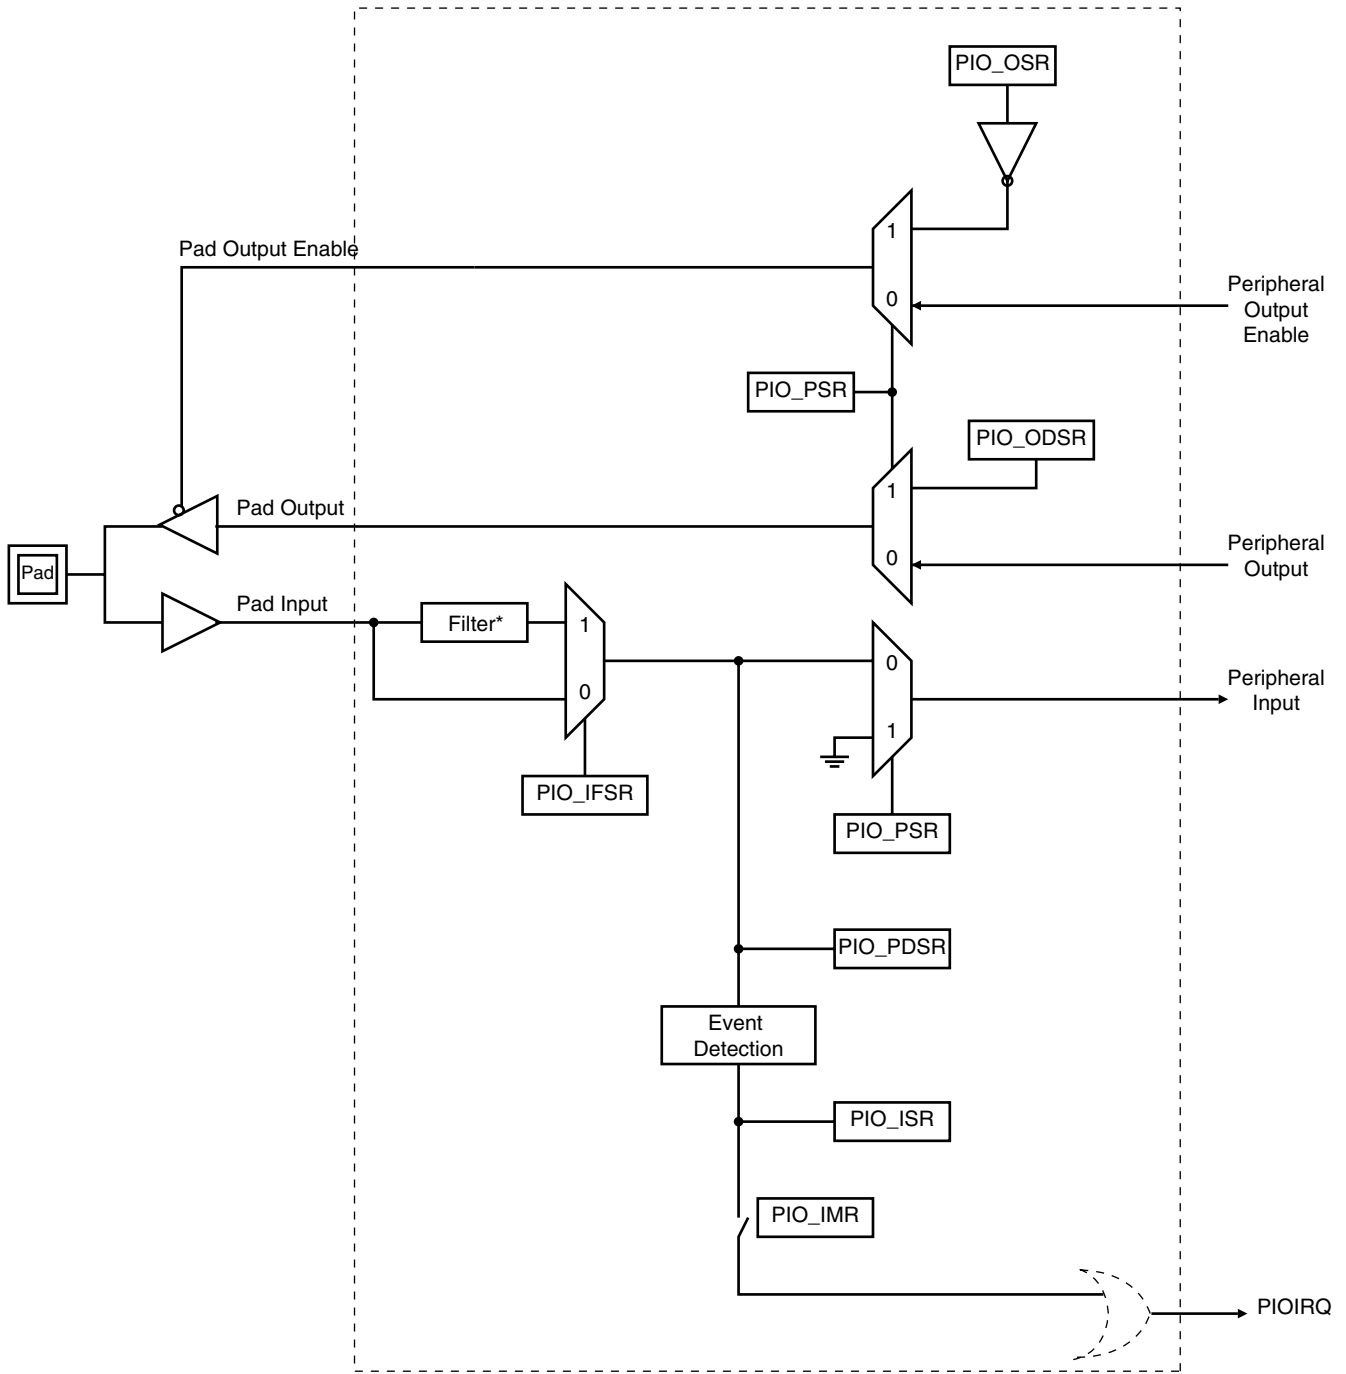 PIO_OSR
1
Pad Output Enable
0
Peripheral
Output
Enable
PIO_PSR
PIO_ODSR
1
Pad Output
Peripheral
Output
0
Pad
Pad Input
Filter*
1
0
0
Peripheral
Input
1
PIO_IFSR
PIO_PSR
PIO_PDSR
Event
Detection
PIO_ISR
PIO_IMR
PIOIRQ